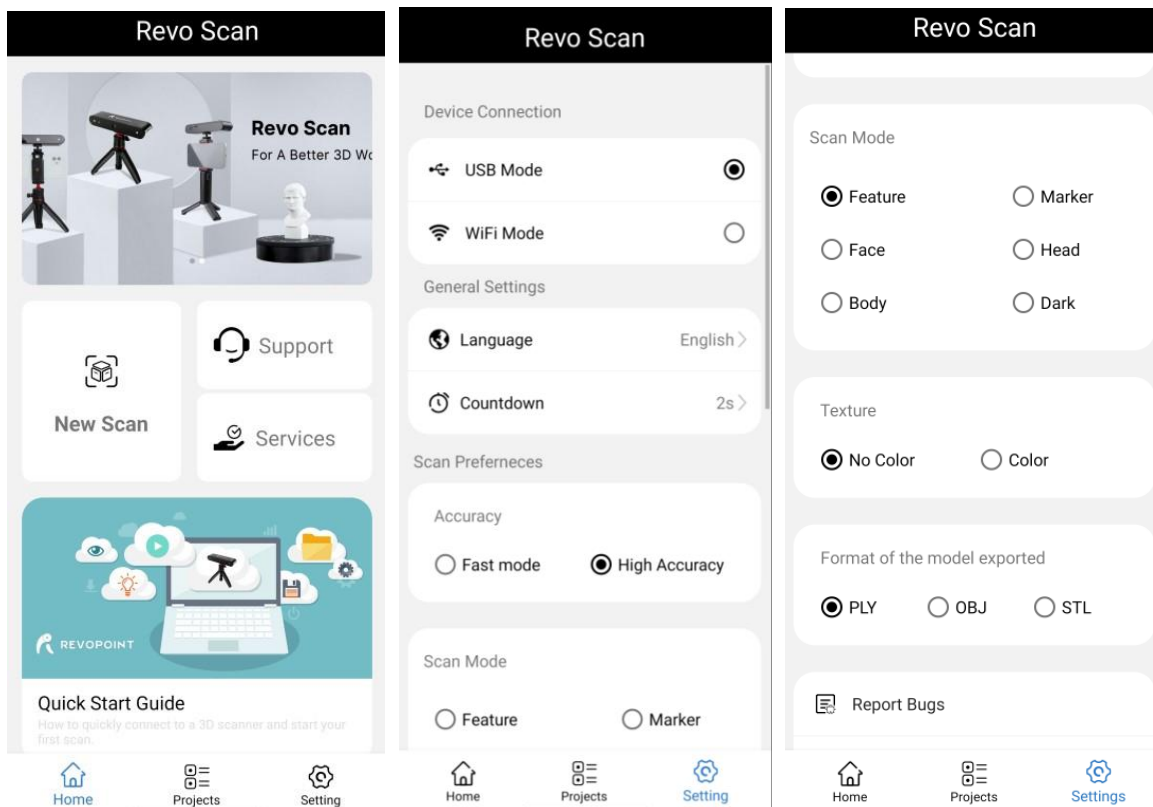 Revo Scan
Revo Scan
For A Better 3D Wo
New Scan
Support
Services
REVOPOINT
Quick Start Guide
How to quickly connect to a 3D scanner and start your
first scan.
Home
Projects
Setting
Revo Scan
Device Connection
USB Mode
WiFi Mode
General Settings
Language English
Countdown 2s
Scan Preferneces
Accuracy
Fast mode High Accuracy
Scan Mode
Feature Marker
Home
Projects
Setting
Revo Scan
Scan Mode
Feature Marker
Face Head
Body Dark
Texture
No Color Color
Format of the model exported
PLY OBJ STL
Report Bugs
Home
Projects
Settings